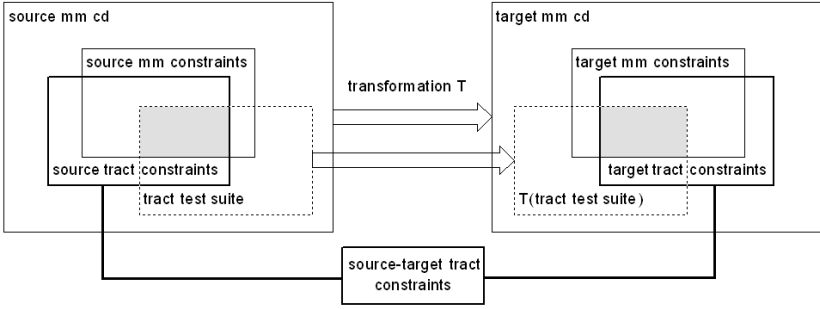 source mm cd
target mm cd
source mm constraints
target mm constraints
transformation T
source tract constraints
target tract constraints
tract test suite
T(tract test suite)
source-target tract
constraints